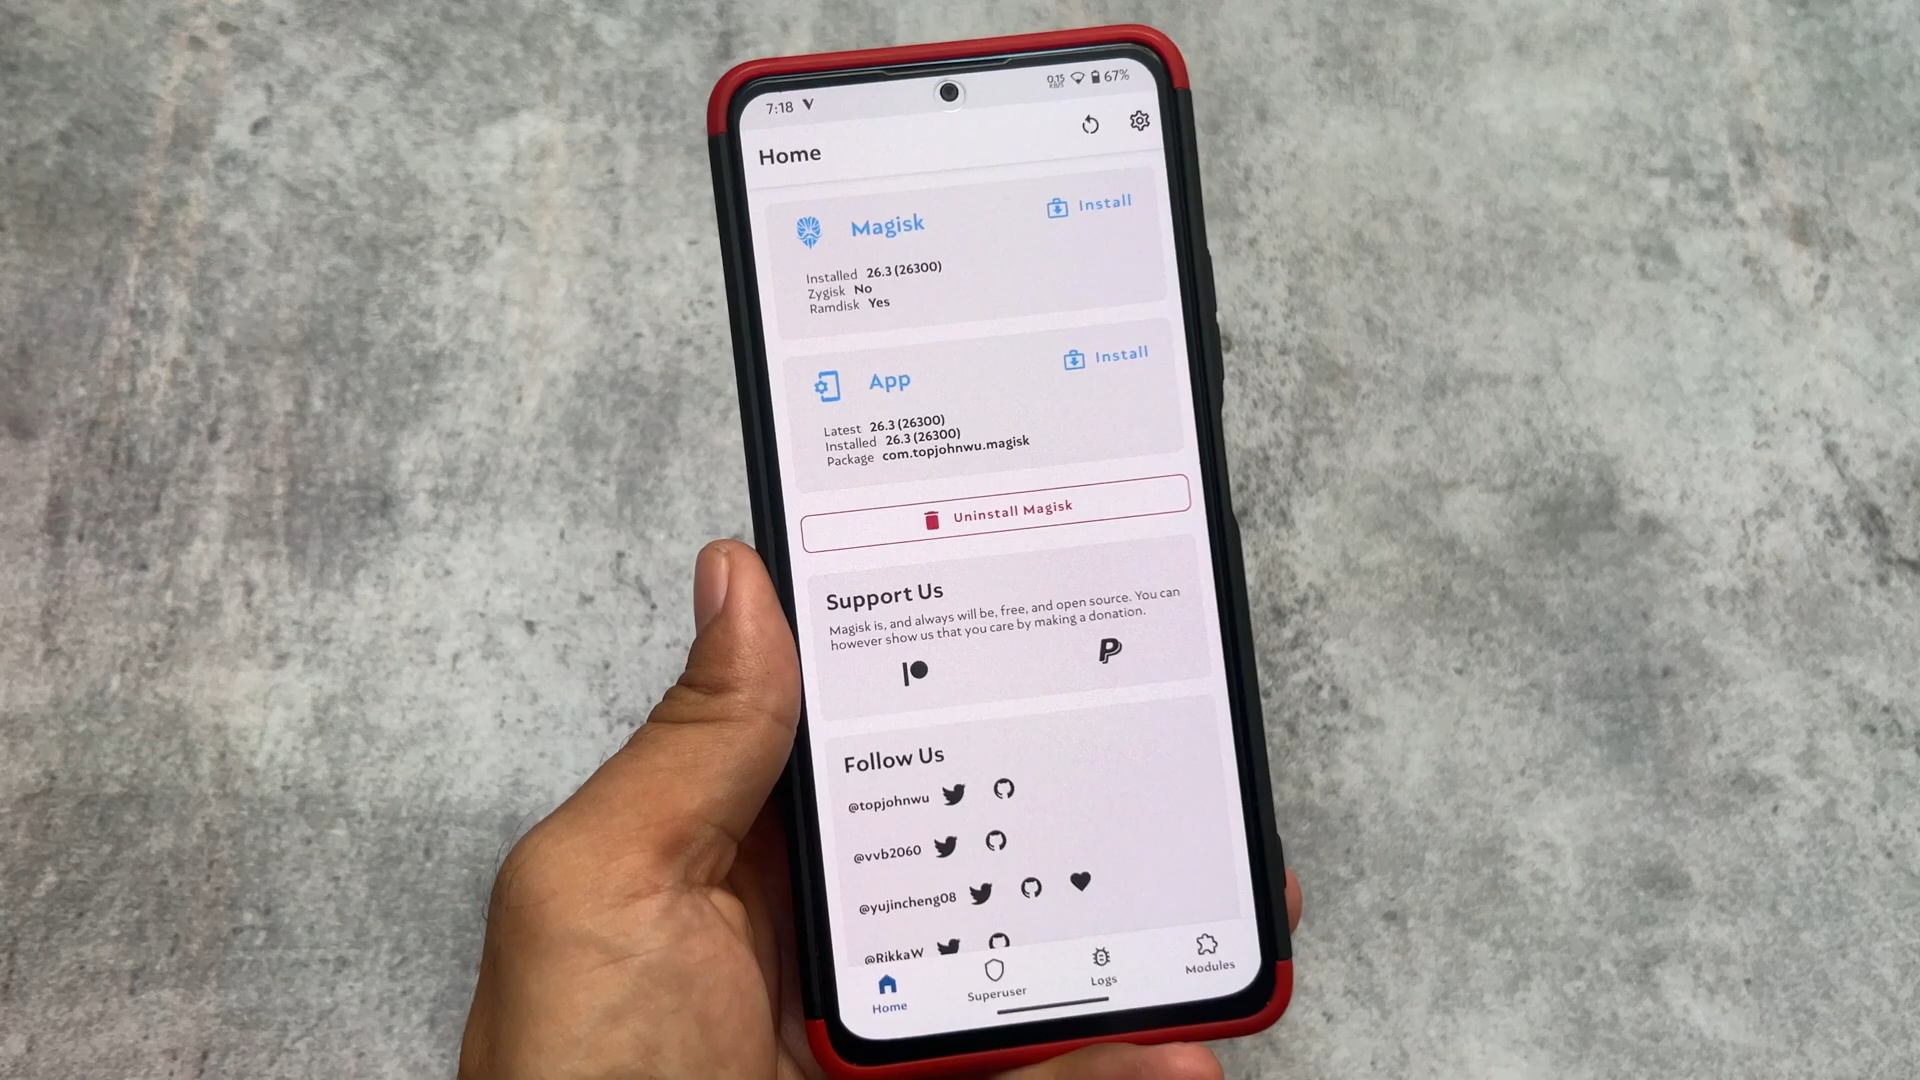 7:18
0.15
KB/S
67%
Home
Magisk
Install
Installed 26.3 (26300)
Zygisk No
Ramdisk Yes
App
Install
Latest 26.3 (26300)
Installed 26.3 (26300)
Package com.topjohnwu.magisk
Uninstall Magisk
Support Us
Magisk is, and always will be, free, and open source. You can
however show us that you care by making a donation.
Follow Us
@topjohnwu
@vvb2060
@yujincheng08
@RikkaW
Home
Superuser
Logs
Modules